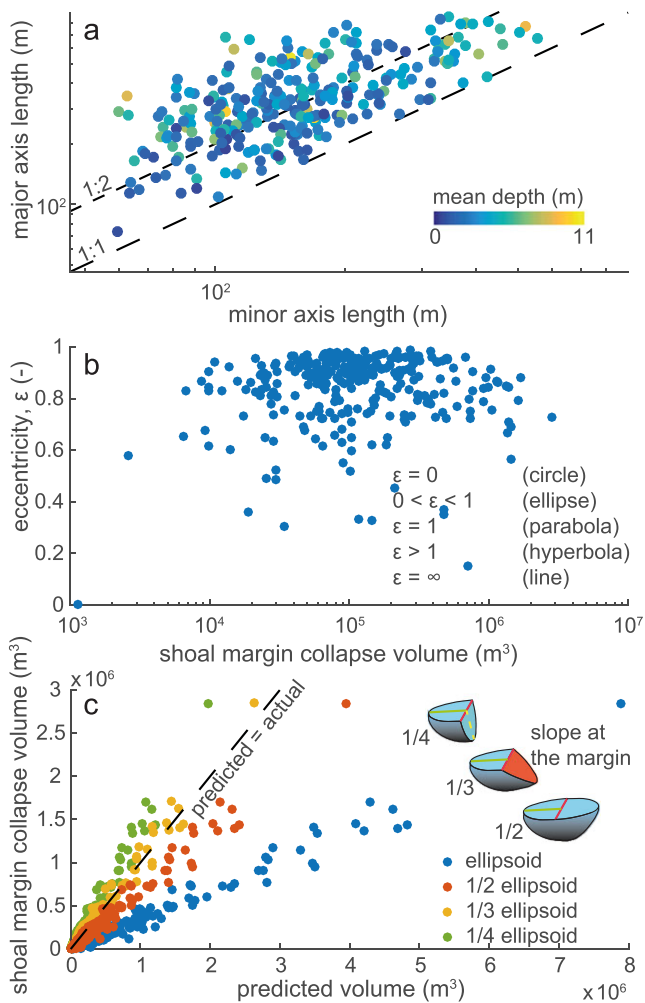 a
major axis length (m)
10²
1:2
1:1
mean depth (m)
0 11
10²
minor axis length (m)
b
eccentricity, ε (-)
1
0.8
0.6
0.4
0.2
0
ε = 0 (circle)
0 < ε < 1 (ellipse)
ε = 1 (parabola)
ε > 1 (hyperbola)
ε = ∞ (line)
10³ 10⁴ 10⁵ 10⁶ 10⁷
shoal margin collapse volume (m³)
x 10⁶
c
shoal margin collapse volume (m³)
3
2.5
2
1.5
1
0.5
0
predicted = actual
1/4
slope at
the margin
1/3
1/2
ellipsoid
1/2 ellipsoid
1/3 ellipsoid
1/4 ellipsoid
0 1 2 3 4 5 6 7 8
predicted volume (m³)
x 10⁶